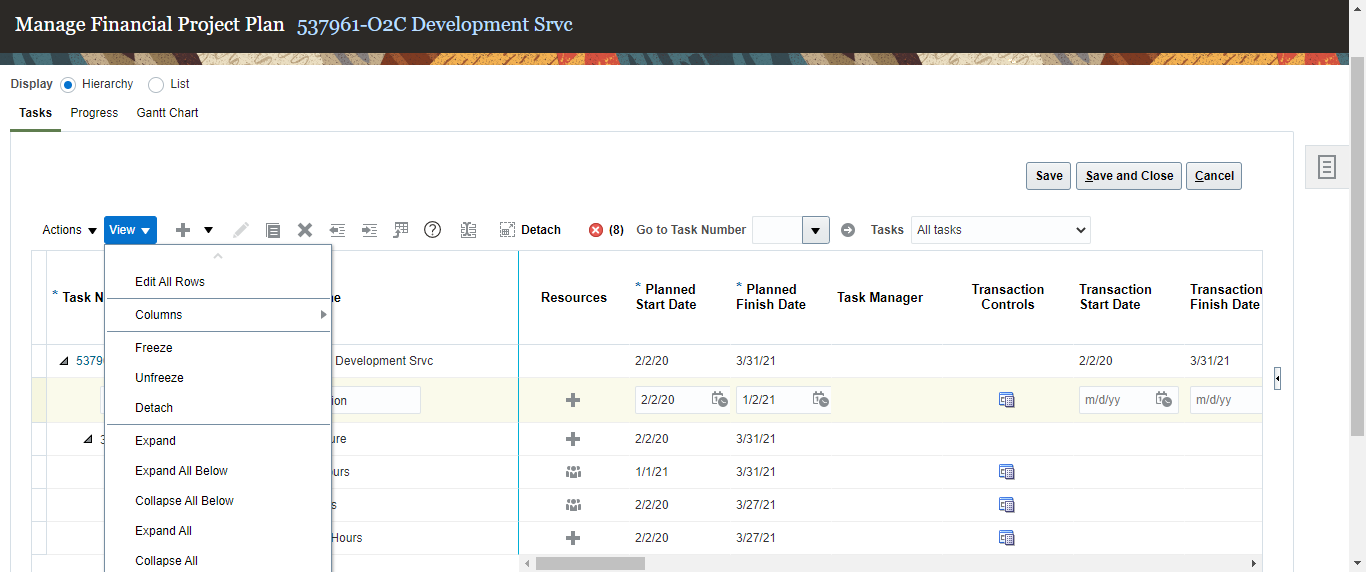 Manage Financial Project Plan 537961-O2C Development Srvc
Display Hierarchy List
Tasks Progress Gantt Chart
Save Save and Close Cancel
Actions View Detach (8) Go to Task Number Tasks All tasks
Edit All Rows
Columns
Freeze
Unfreeze
Detach
Expand
Expand All Below
Collapse All Below
Expand All
Collapse All
* Task N
Resources
* Planned
Start Date
* Planned
Finish Date
Task Manager
Transaction
Controls
Transaction
Start Date
Transaction
Finish Date
5379 Development Srvc 2/2/20 3/31/21 2/2/20 3/31/21
ion 2/2/20 1/2/21 m/d/yy m/d/yy
ure 2/2/20 3/31/21
ours 1/1/21 3/31/21
s 2/2/20 3/27/21
Hours 2/2/20 3/27/21